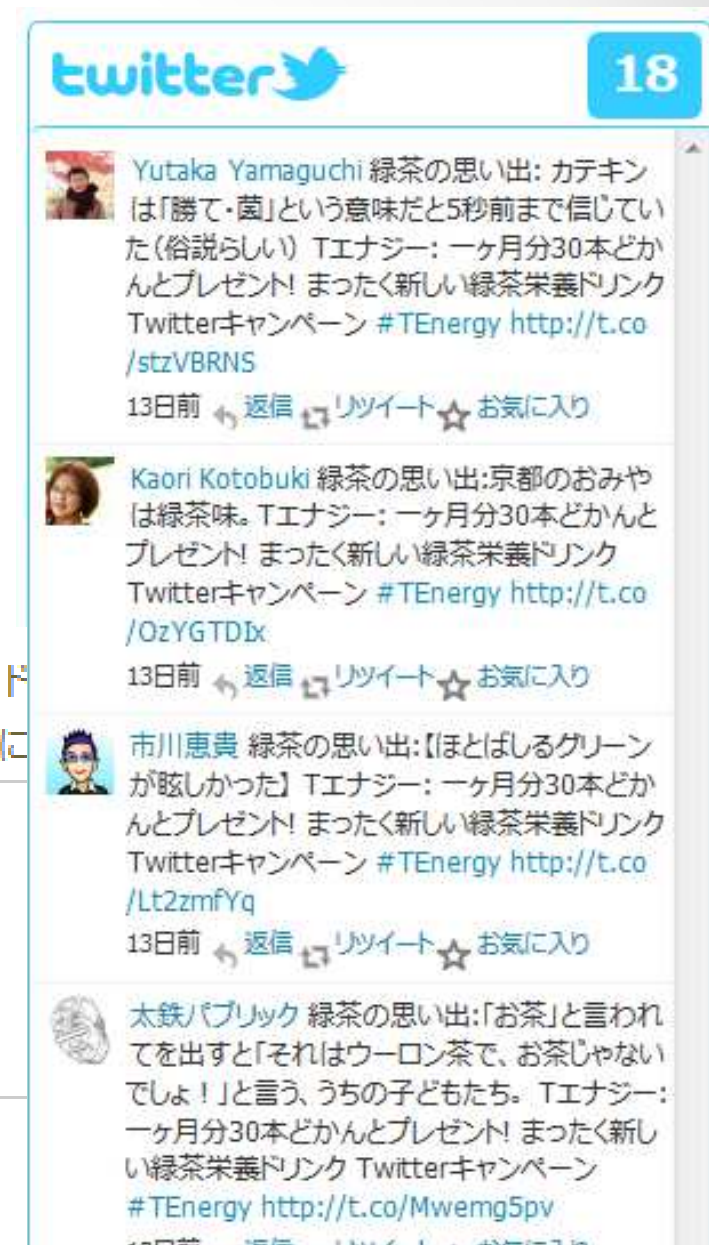 twitter
18
Yutaka Yamaguchi 緑茶の思い出: カテキン
は「勝て・菌」という意味だと5秒前まで信じてい
た(俗説らしい) Tエナジー: 一ヶ月分30本どか
んとプレゼント! まったく新しい緑茶栄養ドリンク
Twitterキャンペーン #TEnergy http://t.co
/stzVBRNS
13日前 返信 リツイート お気に入り
Kaori Kotobuki 緑茶の思い出:京都のおみや
は緑茶味。Tエナジー: 一ヶ月分30本どかんと
プレゼント! まったく新しい緑茶栄養ドリンク
Twitterキャンペーン #TEnergy http://t.co
/OzYGTDIx
13日前 返信 リツイート お気に入り
市川恵貴 緑茶の思い出:【ほとばしるグリーン
が眩しかった】 Tエナジー: 一ヶ月分30本どか
んとプレゼント! まったく新しい緑茶栄養ドリンク
Twitterキャンペーン #TEnergy http://t.co
/Lt2zmfYq
13日前 返信 リツイート お気に入り
太鉄パブリック 緑茶の思い出:「お茶」と言われ
てを出すと「それはウーロン茶で、お茶じゃない
でしょ!」と言う、うちの子どもたち。 Tエナジー:
一ヶ月分30本どかんとプレゼント! まったく新し
い緑茶栄養ドリンク Twitterキャンペーン
#TEnergy http://t.co/Mwemg5pv
ド
に